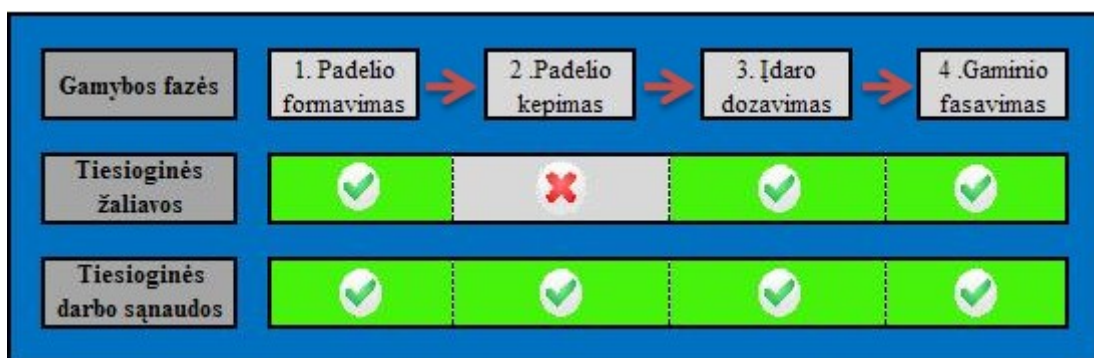 Gamybos fazės
1. Padelio
formavimas
2 .Padelio
kepimas
3. Įdaro
dozavimas
4 .Gaminio
fasavimas
Tiesioginės
žaliavos
Tiesioginės
darbo sąnaudos